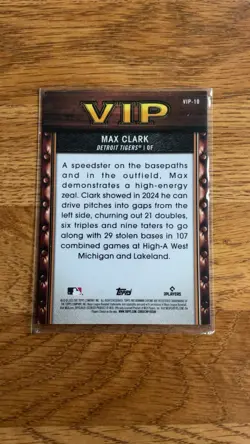 VIP-10
VIP
MAX CLARK
DETROIT TIGERS® | OF
A speedster on the basepaths
and in the outfield, Max
demonstrates a high-energy
zeal. Clark showed in 2024 he can
drive pitches into gaps from the
left side, churning out 21 doubles,
six triples and nine taters to go
along with 29 stolen bases in 107
combined games at High-A West
Michigan and Lakeland.
topps